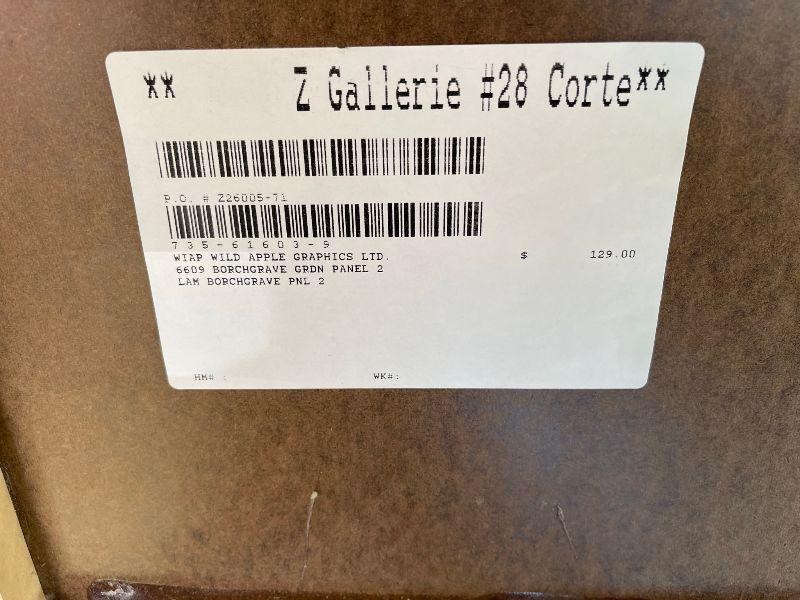 ** Z Gallerie #28 Corte**
P.O. # Z26005-71
735-61603-9
WIAP WILD APPLE GRAPHICS LTD. $ 129.00
6609 BORCHGRAVE GRDN PANEL 2
LAM BORCHGRAVE PNL 2
HM# : WK#: